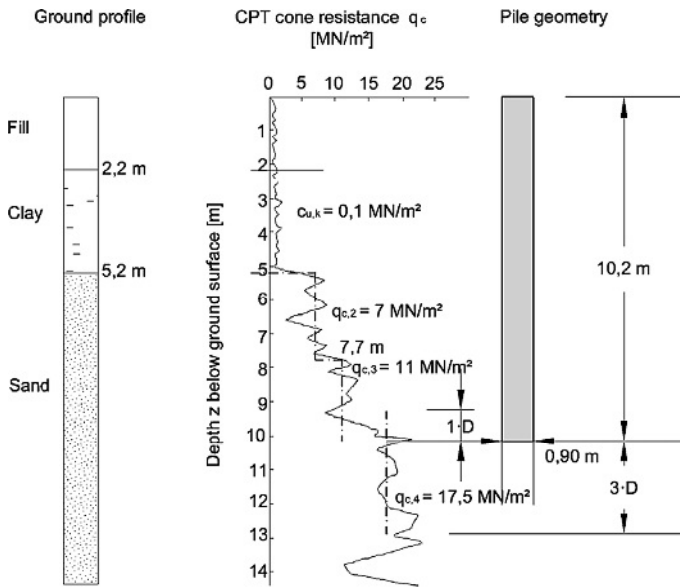 Ground profile
CPT cone resistance q c
[MN/m²]
Pile geometry
0 5 10 15 20 25
Fill
2,2 m
Clay
5,2 m
Sand
Depth z below ground surface [m]
1
2
3
4
5
6
7
8
9
10
11
12
13
14
cu,k = 0,1 MN/m²
qc,2 = 7 MN/m²
7,7 m
qc,3 = 11 MN/m²
1·D
qc,4 = 17,5 MN/m²
10,2 m
0,90 m
3·D